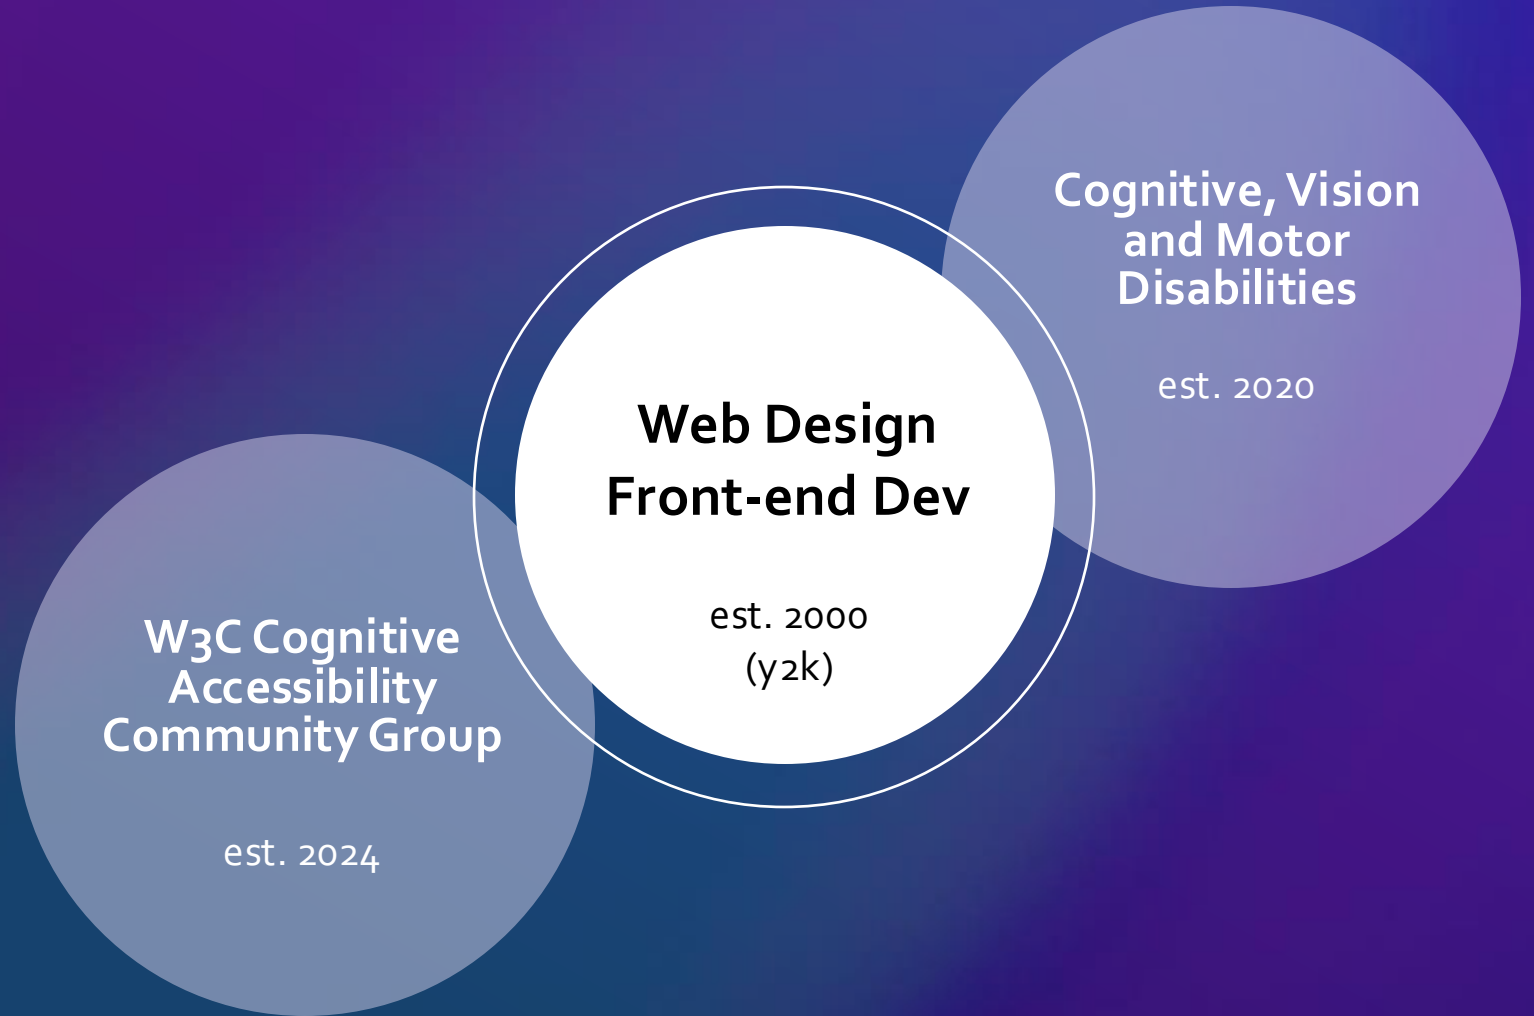 Cognitive, Vision
and Motor
Disabilities
est. 2020
Web Design
Front-end Dev
est. 2000
(y2k)
W3C Cognitive
Accessibility
Community Group
est. 2024